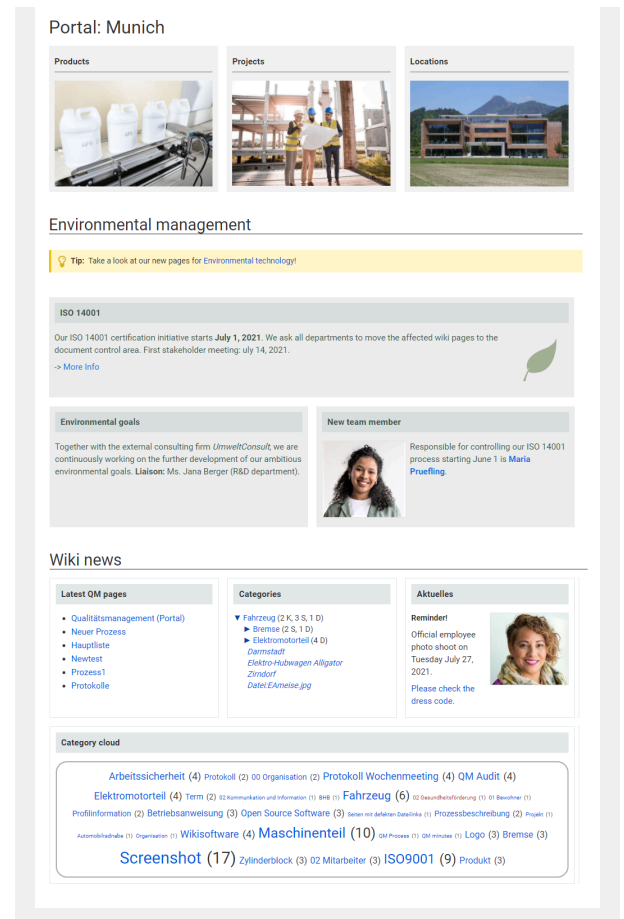 Portal: Munich
Products
Projects
Locations
Environmental management
Tip: Take a look at our new pages for Environmental technology!
ISO 14001
Our ISO 14001 certification initiative starts July 1, 2021. We ask all departments to move the affected wiki pages to the
document control area. First stakeholder meeting: uly 14, 2021.
-> More Info
Environmental goals
Together with the external consulting firm UmweltConsult, we are
continuously working on the further development of our ambitious
environmental goals. Liaison: Ms. Jana Berger (R&D department).
New team member
Responsible for controlling our ISO 14001
process starting June 1 is Maria
Pruefling.
Wiki news
Latest QM pages
• Qualitätsmanagement (Portal)
• Neuer Prozess
• Hauptliste
• Newtest
• Prozess1
• Protokolle
Categories
▼ Fahrzeug (2 K, 3 S, 1 D)
► Bremse (2 S, 1 D)
► Elektromotorteil (4 D)
Darmstadt
Elektro-Hubwagen Alligator
Zirndorf
Datei:EAmeise.jpg
Aktuelles
Reminder!
Official employee
photo shoot on
Tuesday July 27,
2021.
Please check the
dress code.
Category cloud
Arbeitssicherheit (4) Protokoll (2) 00 Organisation (2) Protokoll Wochenmeeting (4) QM Audit (4)
Elektromotorteil (4) Term (2) 02 Kommunkation und Information (1) BHB (1) Fahrzeug (6) 02 Gesundheitsförderung (1) 01 Bewohner (1)
Profilinformation (2) Betriebsanweisung (3) Open Source Software (3) Seiten mit defekten Dateilinks (1) Prozessbeschreibung (2) Projekt (1)
Automobilradnabe (1) Organisation (1) Wikisoftware (4) Maschinenteil (10) QM Process (1) QM minutes (1) Logo (3) Bremse (3)
Screenshot (17) Zylinderblock (3) 02 Mitarbeiter (3) ISO9001 (9) Produkt (3)